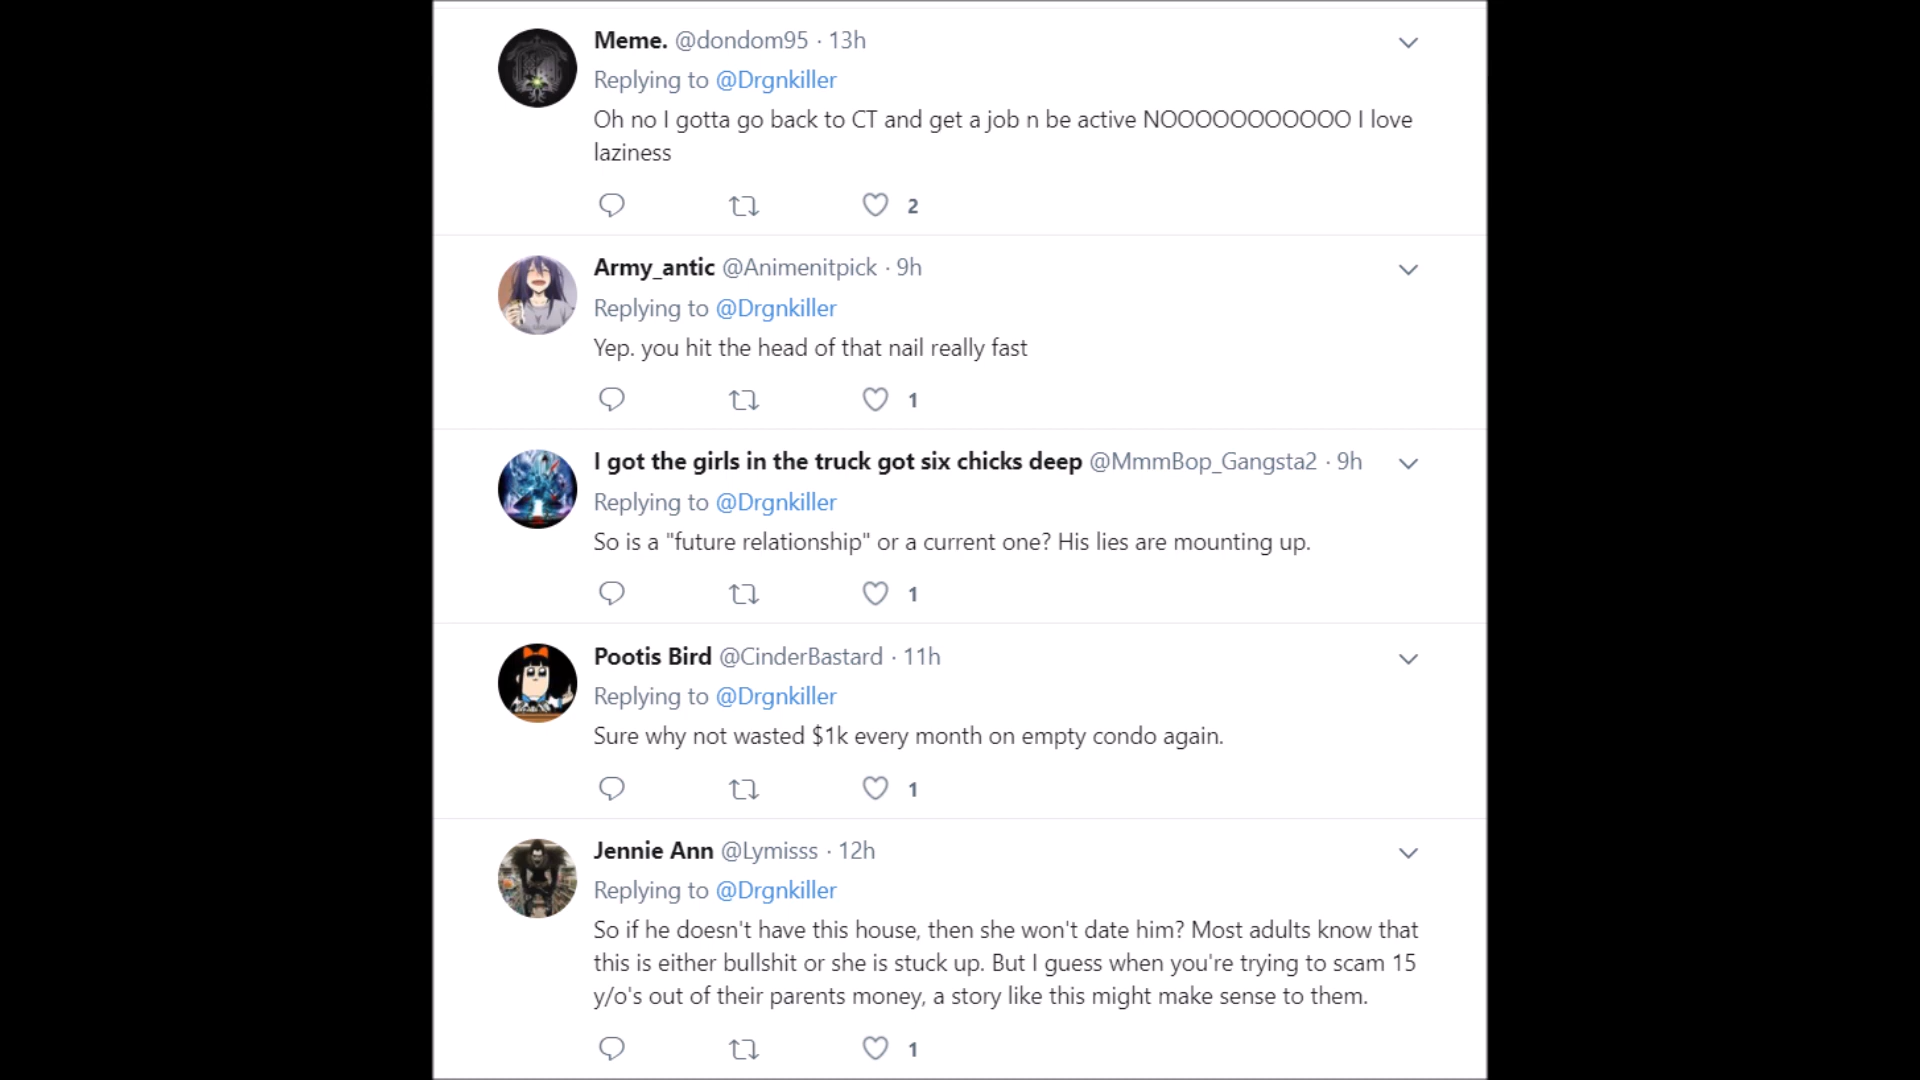 Meme. @dondom95 · 13h
Replying to @Drgnkiller
Oh no I gotta go back to CT and get a job n be active NOOOOOOOOOOO I love
laziness
2
Army_antic @Animenitpick · 9h
Replying to @Drgnkiller
Yep. you hit the head of that nail really fast
1
I got the girls in the truck got six chicks deep @MmmBop_Gangsta2 · 9h
Replying to @Drgnkiller
So is a "future relationship" or a current one? His lies are mounting up.
1
Pootis Bird @CinderBastard · 11h
Replying to @Drgnkiller
Sure why not wasted $1k every month on empty condo again.
1
Jennie Ann @Lymisss · 12h
Replying to @Drgnkiller
So if he doesn't have this house, then she won't date him? Most adults know that
this is either bullshit or she is stuck up. But I guess when you're trying to scam 15
y/o's out of their parents money, a story like this might make sense to them.
1